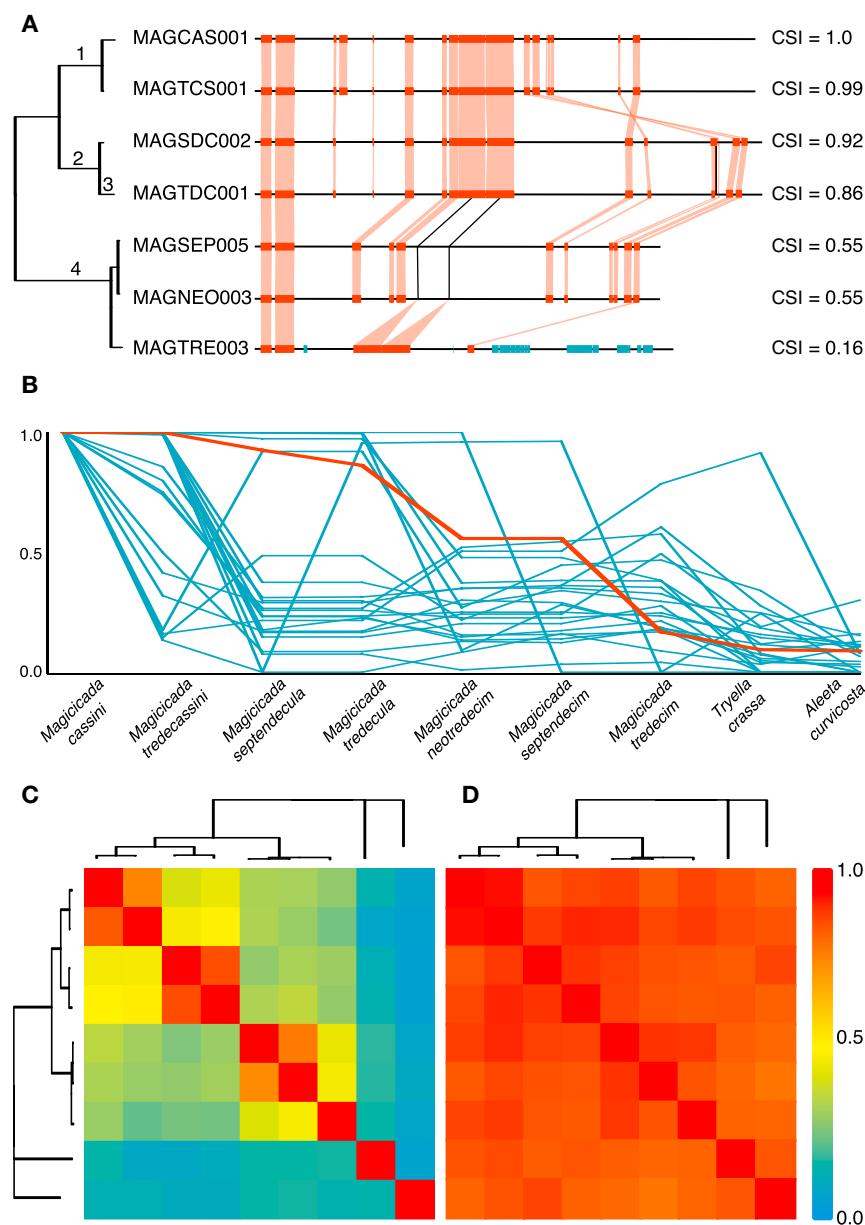 A
1
MAGCAS001
CSI = 1.0
MAGTCS001
CSI = 0.99
2
MAGSDC002
CSI = 0.92
3
MAGTDC001
CSI = 0.86
4
MAGSEP005
CSI = 0.55
MAGNEO003
CSI = 0.55
MAGTRE003
CSI = 0.16
B
1.0
0.5
0.0
Magicicada
cassini
Magicicada
tredecassini
Magicicada
septendecula
Magicicada
tredecula
Magicicada
neotredecim
Magicicada
septendecim
Magicicada
tredecim
Tryella
crassa
Aleeta
curvicosta
C
D
1.0
0.5
0.0